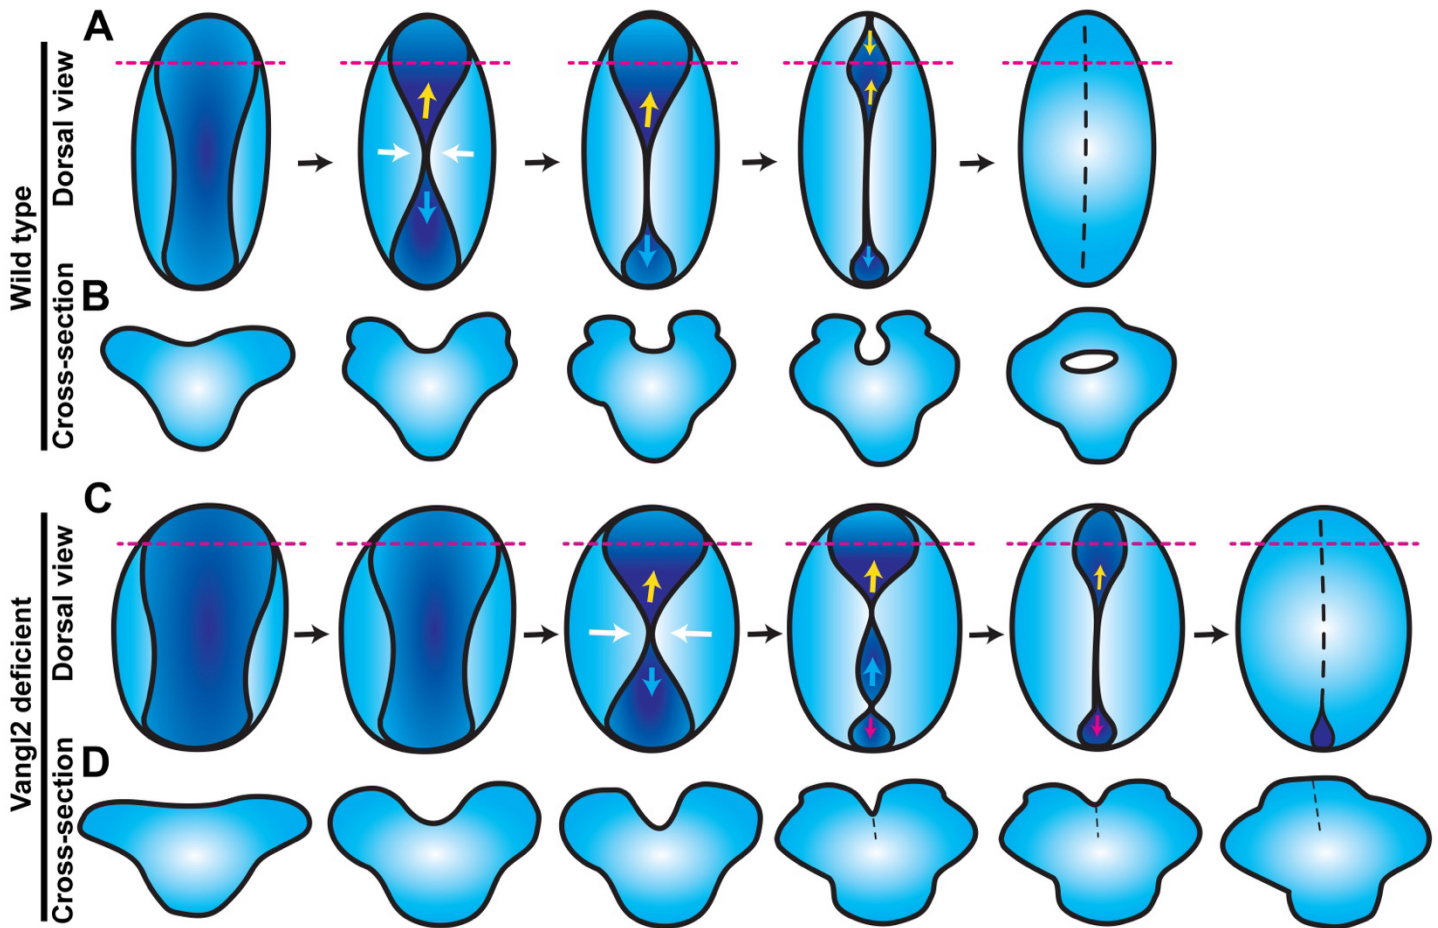 A
Wild type
Dorsal view
B
Cross-section
C
Vangl2 deficient
Dorsal view
D
Cross-section